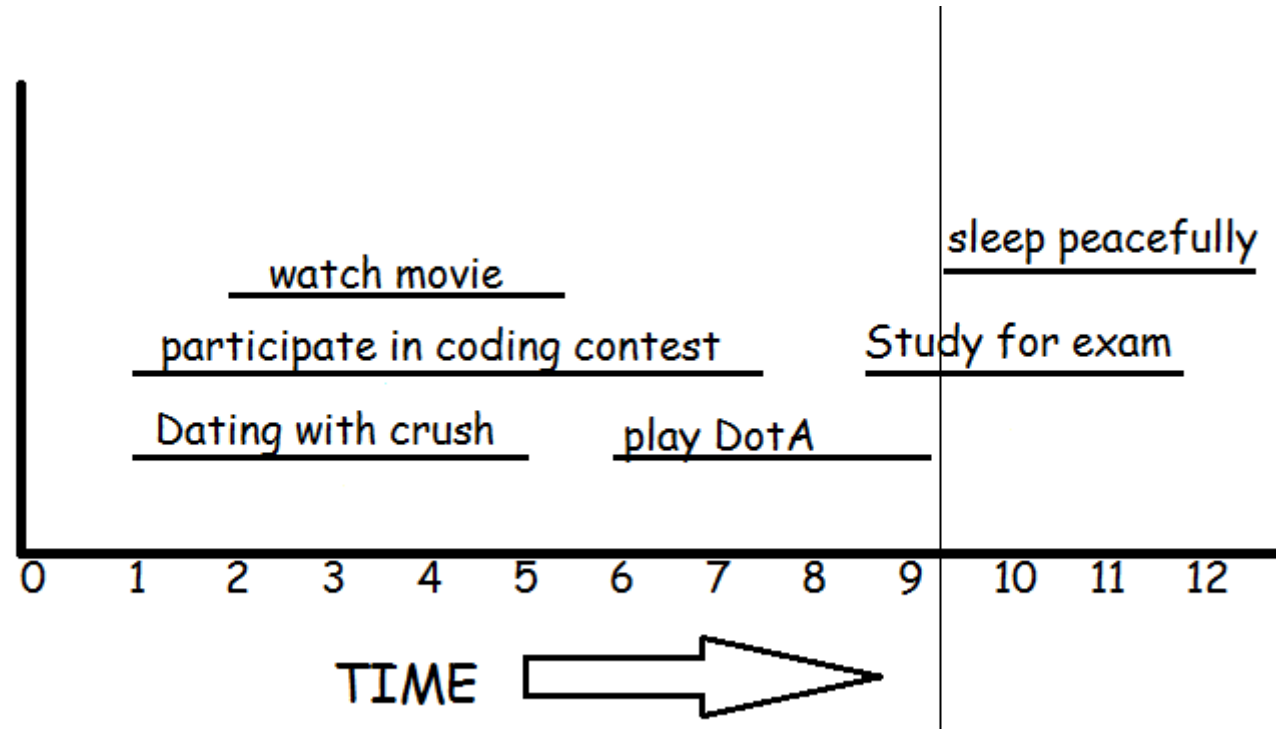 sleep peacefully
watch movie
participate in coding contest
Study for exam
Dating with crush
play DotA
0 1 2 3 4 5 6 7 8 9 10 11 12
TIME